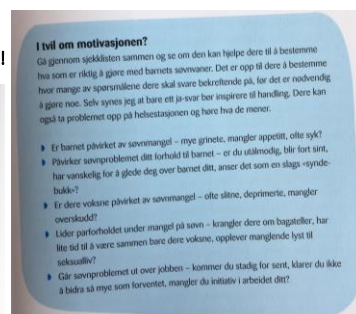 !
I tvil om motivasjonen?
Gå gjennom sjekklisten sammen og se om den kan hjelpe dere til å bestemme
hva som er riktig å gjøre med barnets søvnvaner. Det er opp til dere å bestemme
hvor mange av spørsmålene dere skal svare bekreftende på, før det er nødvendig
å gjøre noe. Selv synes jeg at bare ett ja-svar bør inspirere til handling. Dere kan
også ta problemet opp på helsestasjonen og høre hva de mener.
Er barnet påvirket av søvnmangel – mye grinete, mangler appetitt, ofte syk?
Påvirker søvnproblemet ditt forhold til barnet – er du utålmodig, blir fort sint,
har vanskelig for å glede deg over barnet ditt, anser det som en slags «synde-
bukk»?
Er dere voksne påvirket av søvnmangel – ofte slitne, deprimerte, mangler
overskudd?
Lider parforholdet under mangel på søvn – krangler dere om bagateller, har
lite tid til å være sammen bare dere voksne, opplever manglende lyst til
seksualliv?
Går søvnproblemet ut over jobben – kommer du stadig for sent, klarer du ikke
å bidra så mye som forventet, mangler du initiativ i arbeidet ditt?